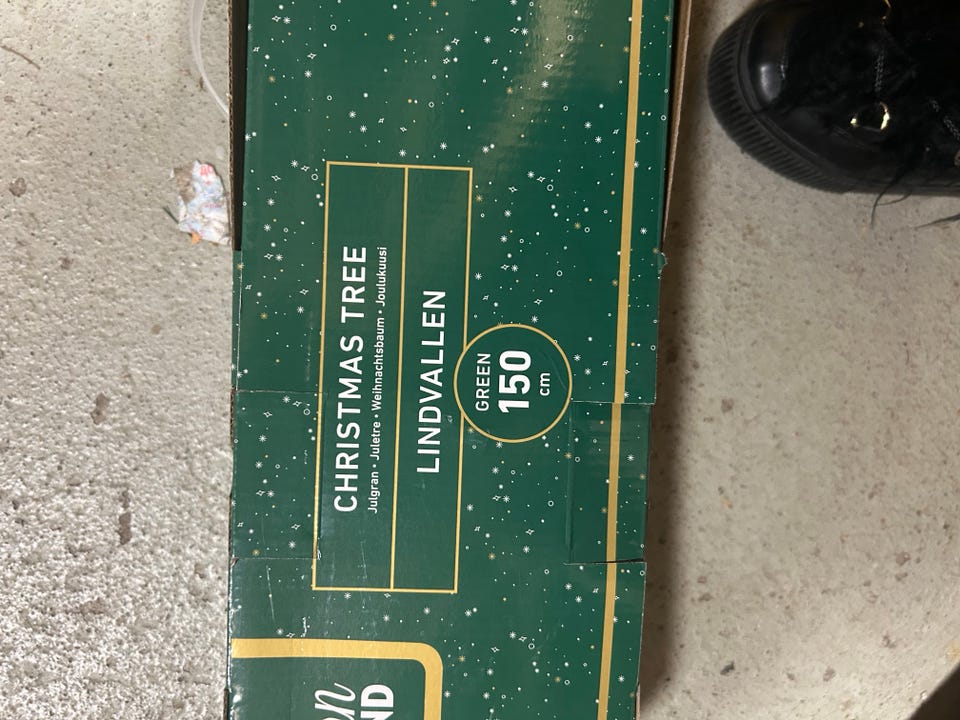 CHRISTMAS TREE
Julgran • Juletre • Weihnachtsbaum • Joulukuusi
LINDVALLEN
GREEN
150
cm